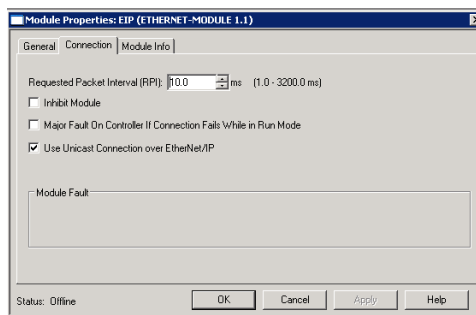 Module Properties: EIP (ETHERNET-MODULE 1.1)
General Connection Module Info
Requested Packet Interval (RPI): 10.0 ms (1.0 - 3200.0 ms)
Inhibit Module
Major Fault On Controller If Connection Fails While in Run Mode
Use Unicast Connection over EtherNet/IP
Module Fault
Status: Offline OK Cancel Apply Help